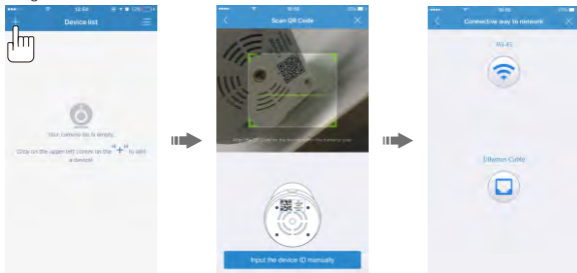 Device list
Your camera list is empty,
Click on the upper-left corner on the "+" to add
a device!
Scan QR Code
Input the device ID manually
Connective way to network
Wi-Fi
Ethernet Cable